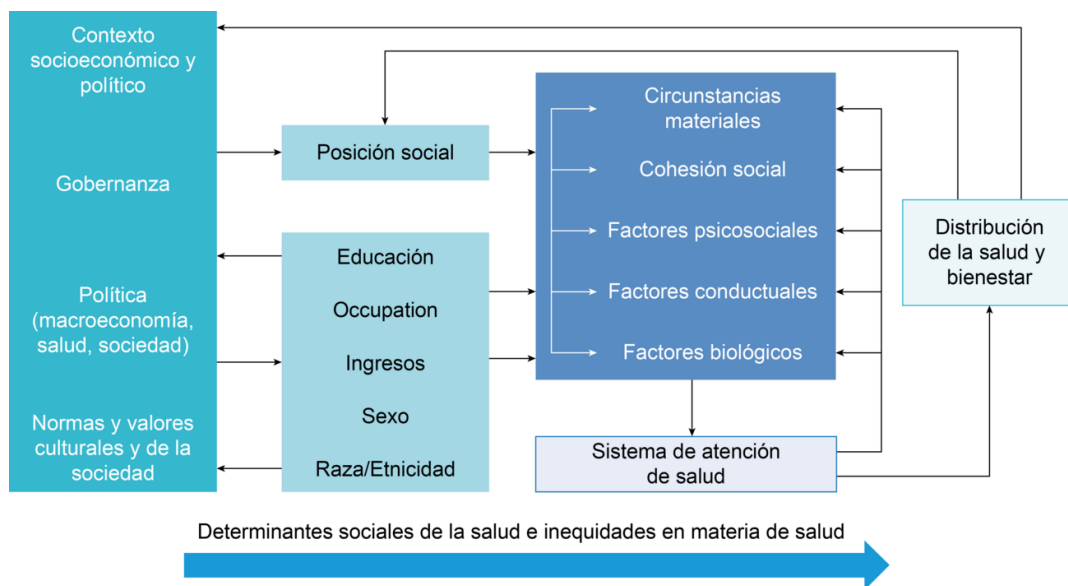 Contexto
socioeconómico y
político
Gobernanza
Política
(macroeconomía,
salud, sociedad)
Normas y valores
culturales y de la
sociedad
Posición social
Educación
Occupation
Ingresos
Sexo
Raza/Etnicidad
Circunstancias
materiales
Cohesión social
Factores psicosociales
Factores conductuales
Factores biológicos
Sistema de atención
de salud
Distribución
de la salud y
bienestar
Determinantes sociales de la salud e inequidades en materia de salud